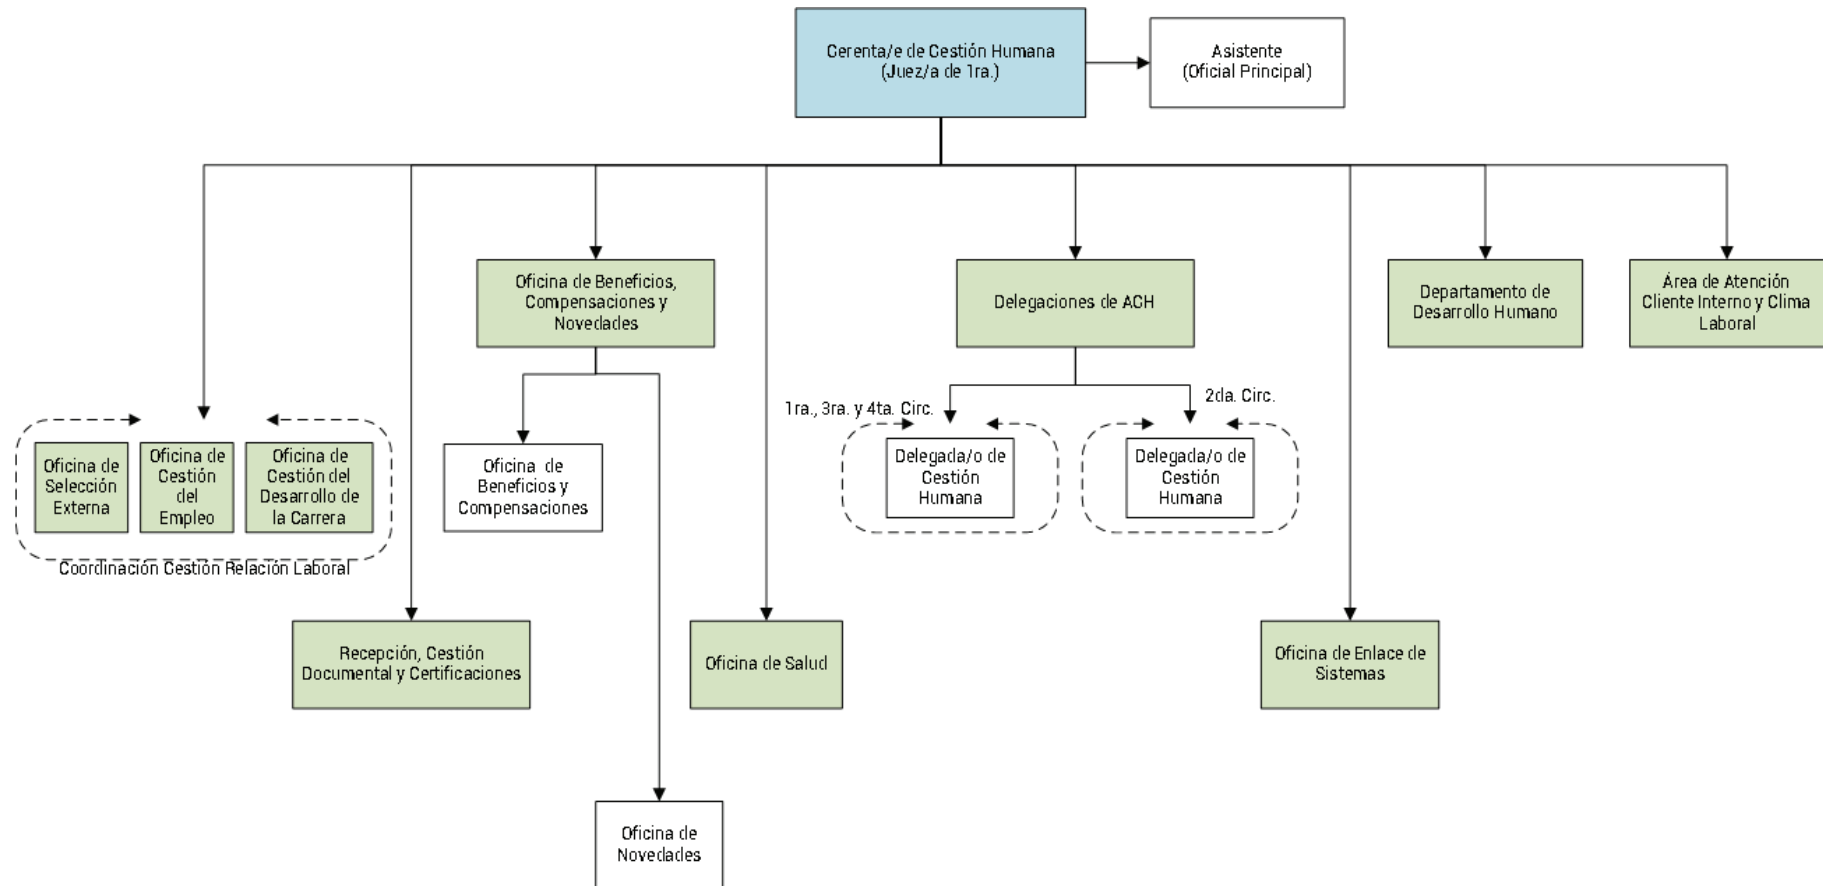 Gerenta/e de Gestión Humana
(Juez/a de 1ra.)
Asistente
(Oficial Principal)
Oficina de Beneficios,
Compensaciones y
Novedades
Delegaciones de AGH
Departamento de
Desarrollo Humano
Área de Atención
Cliente Interno y Clima
Laboral
1ra., 3ra. y 4ta. Circ.
2da. Circ.
Oficina de
Selección
Externa
Oficina de
Gestión
del
Empleo
Oficina de
Gestión del
Desarrollo de
la Carrera
Coordinación Gestión Relación Laboral
Oficina de
Beneficios y
Compensaciones
Delegada/o de
Gestión
Humana
Delegada/o de
Gestión
Humana
Recepción, Gestión
Documental y Certificaciones
Oficina de Salud
Oficina de Enlace de
Sistemas
Oficina de
Novedades